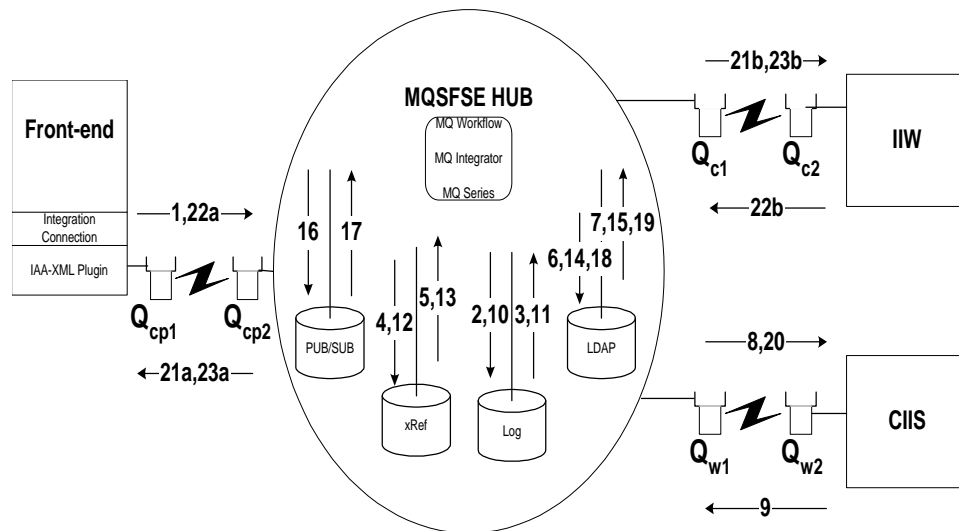 Front-end
Integration
Connection
IAA-XML Plugin
1,22a
Qcp1
Qcp2
21a,23a
MQSFSE HUB
MQ Workflow
MQ Integrator
MQ Series
16
17
PUB/SUB
4,12
5,13
xRef
2,10
3,11
Log
6,14,18
7,15,19
LDAP
21b,23b
Qc1
Qc2
22b
IIW
8,20
Qw1
Qw2
9
CIIS